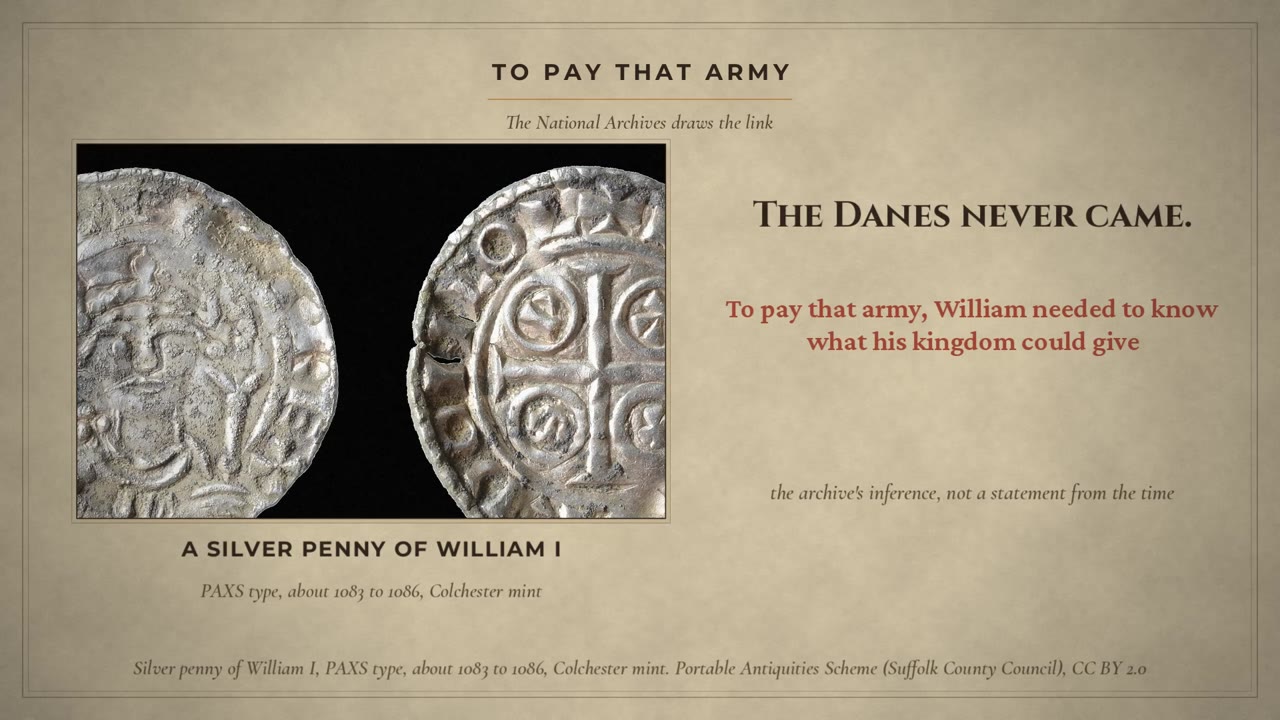 TO PAY THAT ARMY
The National Archives draws the link
THE DANES NEVER CAME.
To pay that army, William needed to know
what his kingdom could give
the archive's inference, not a statement from the time
A SILVER PENNY OF WILLIAM I
PAXS type, about 1083 to 1086, Colchester mint
Silver penny of William I, PAXS type, about 1083 to 1086, Colchester mint. Portable Antiquities Scheme (Suffolk County Council), CC BY 2.0